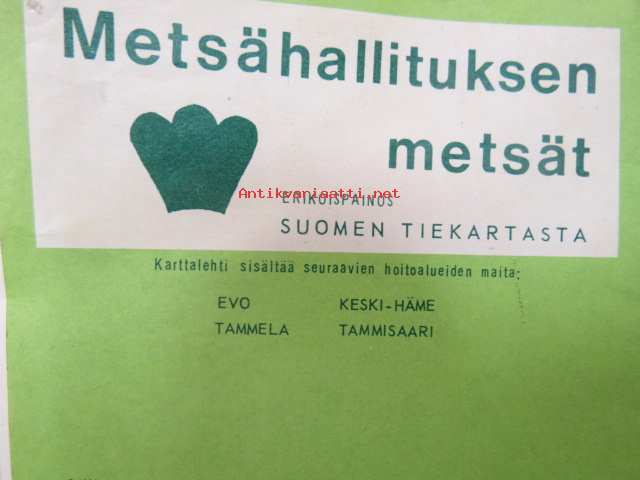 Metsähallituksen
metsät
Antikvariaatti.net
ERIKOISPAINOS
SUOMEN TIEKARTASTA
Karttalehti sisältää seuraavien hoitoalueiden maita:
EVO KESKI-HÄME
TAMMELA TAMMISAARI